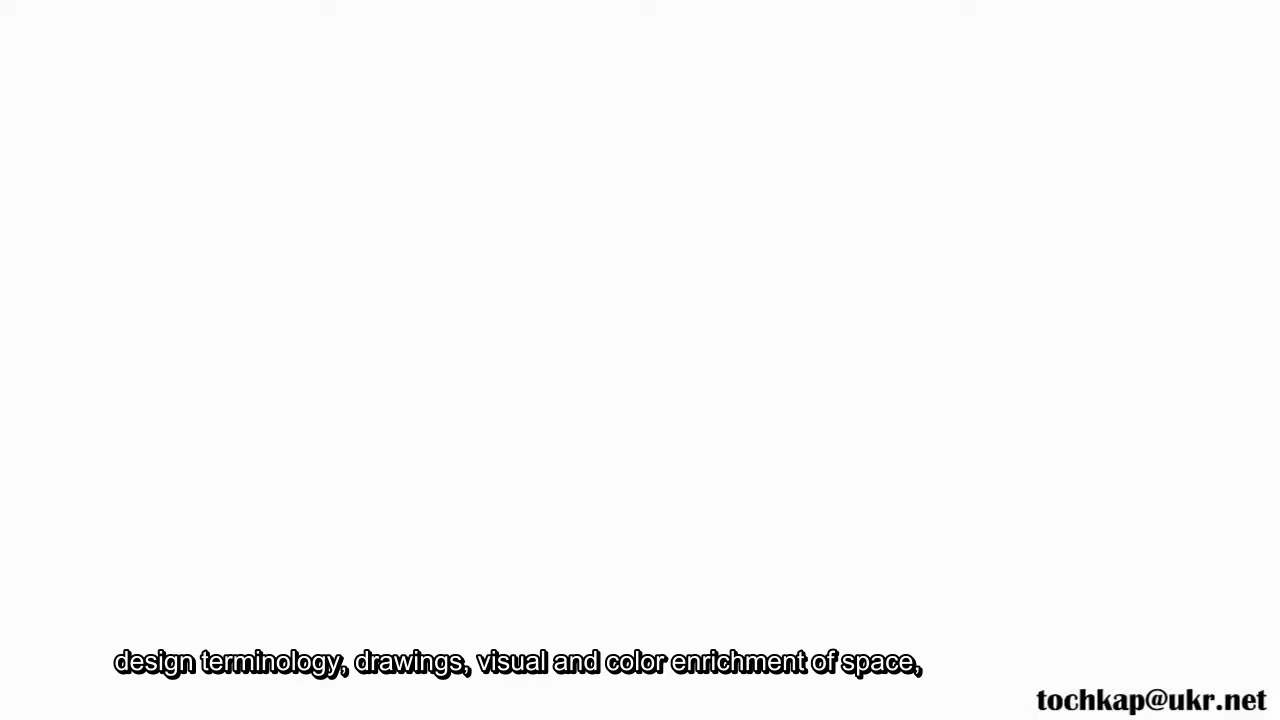 design terminology, drawings, visual and color enrichment of space,
tochkap@ukr.net